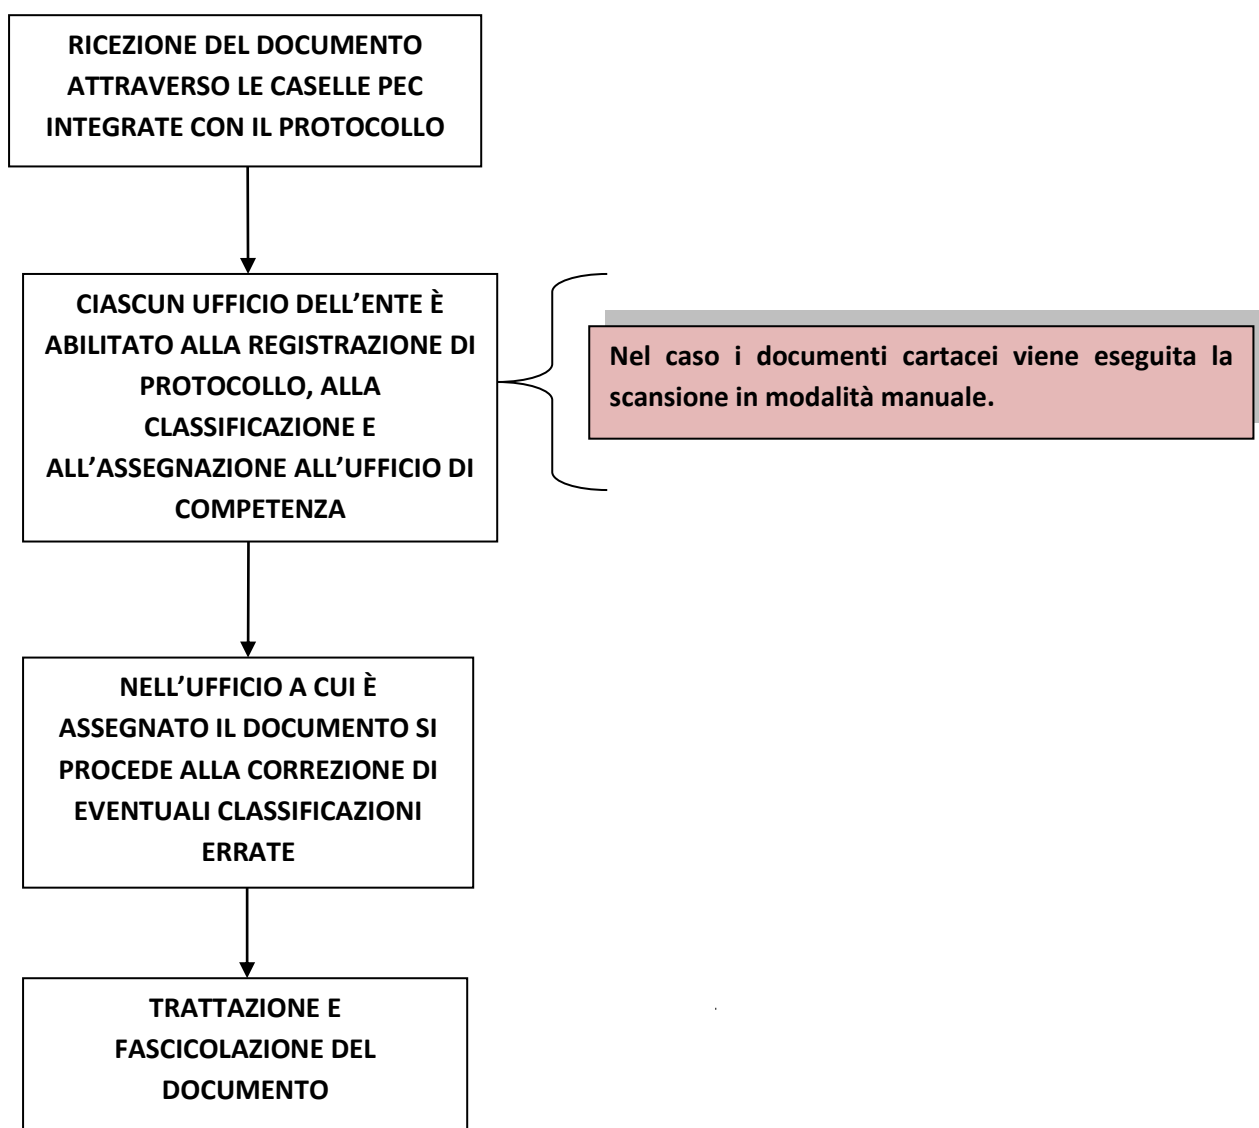 RICEZIONE DEL DOCUMENTO
ATTRAVERSO LE CASELLE PEC
INTEGRATE CON IL PROTOCOLLO
CIASCUN UFFICIO DELL’ENTE È
ABILITATO ALLA REGISTRAZIONE DI
PROTOCOLLO, ALLA
CLASSIFICAZIONE E
ALL’ASSEGNAZIONE ALL’UFFICIO DI
COMPETENZA
Nel caso i documenti cartacei viene eseguita la
scansione in modalità manuale.
NELL’UFFICIO A CUI È
ASSEGNATO IL DOCUMENTO SI
PROCEDE ALLA CORREZIONE DI
EVENTUALI CLASSIFICAZIONI
ERRATE
TRATTAZIONE E
FASCICOLAZIONE DEL
DOCUMENTO